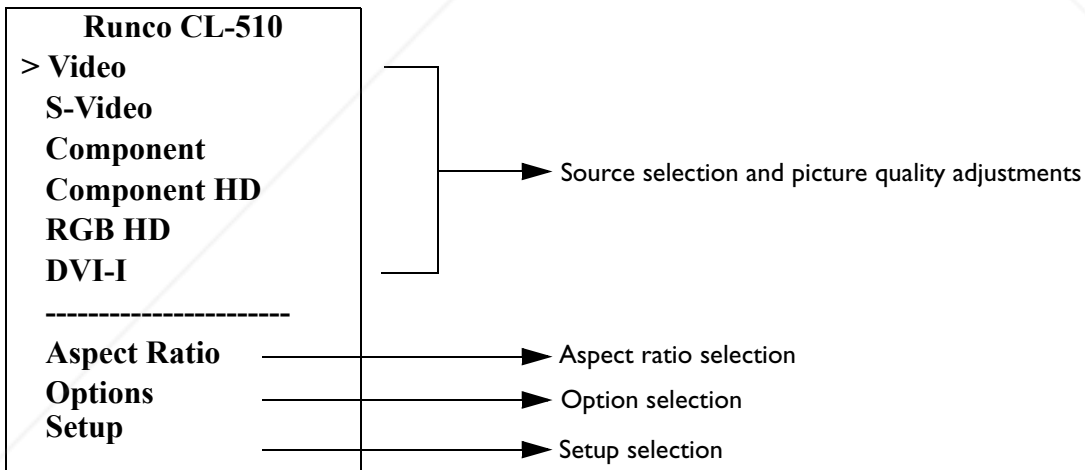 Runco CL-510
> Video
S-Video
Component
Component HD
RGB HD
DVI-I
-----------------------
Aspect Ratio
Options
Setup
Source selection and picture quality adjustments
Aspect ratio selection
Option selection
Setup selection